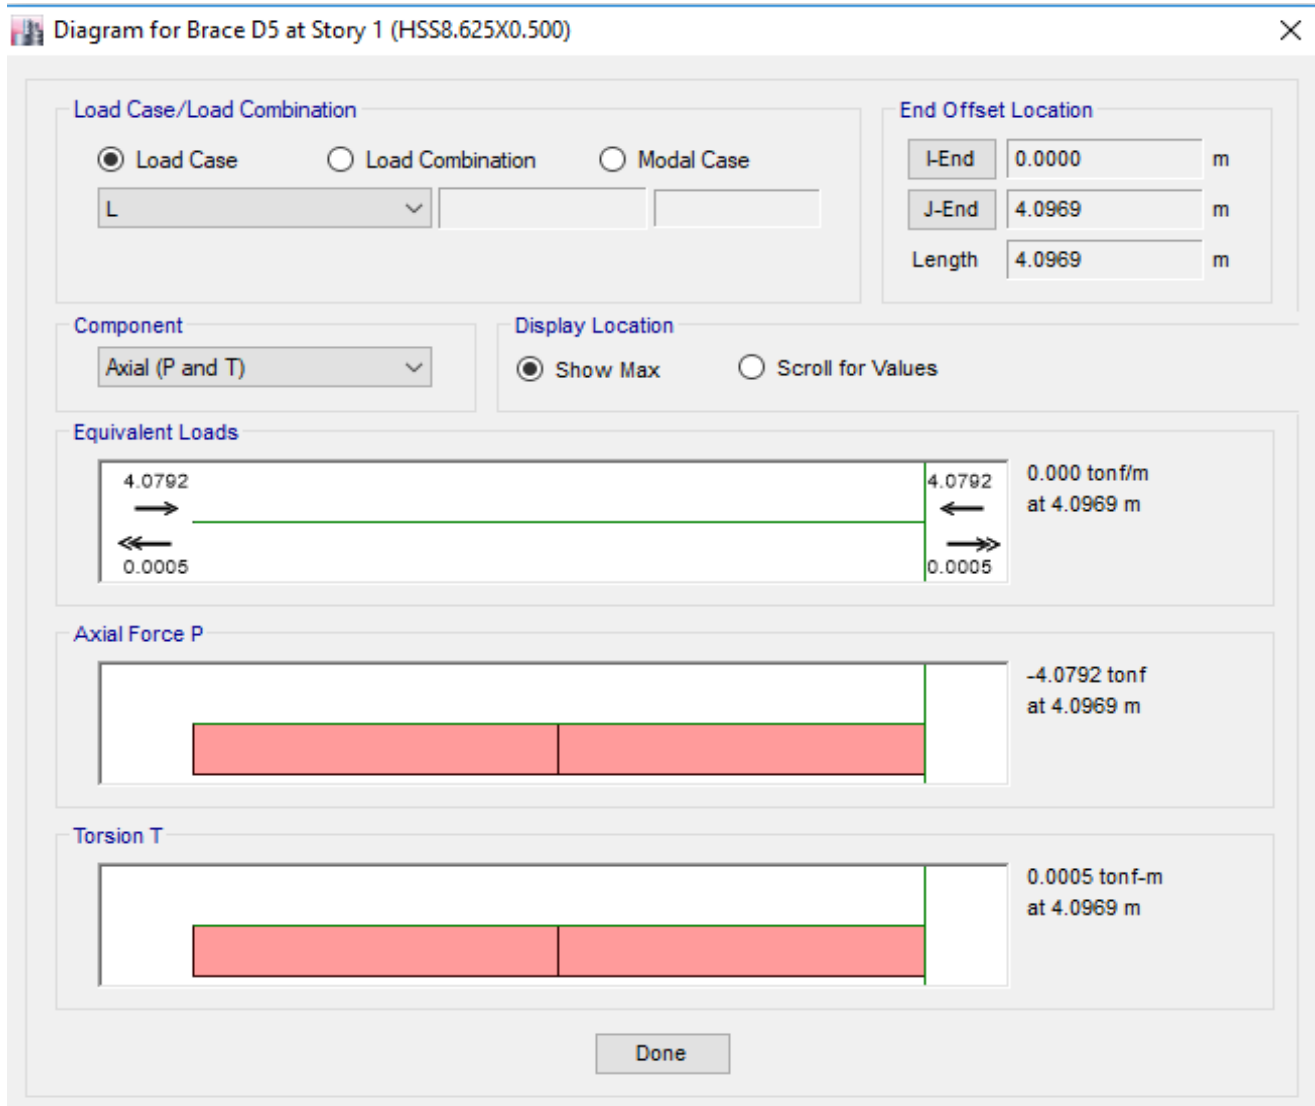 Diagram for Brace D5 at Story 1 (HSS8.625X0.500)
Load Case/Load Combination
Load Case
Load Combination
Modal Case
L
End Offset Location
I-End
0.0000
m
J-End
4.0969
m
Length
4.0969
m
Component
Axial (P and T)
Display Location
Show Max
Scroll for Values
Equivalent Loads
4.0792
4.0792
0.0005
0.0005
0.000 tonf/m
at 4.0969 m
Axial Force P
-4.0792 tonf
at 4.0969 m
Torsion T
0.0005 tonf-m
at 4.0969 m
Done